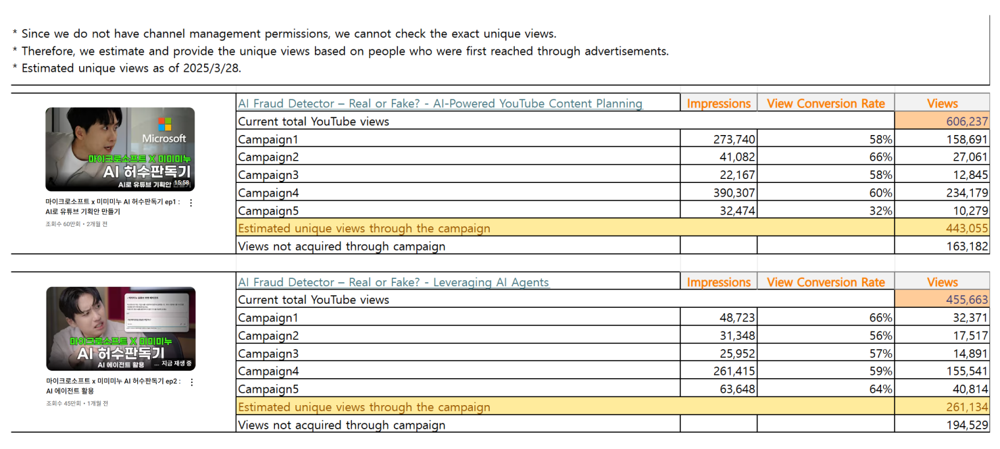 * Since we do not have channel management permissions, we cannot check the exact unique views.
* Therefore, we estimate and provide the unique views based on people who were first reached through advertisements.
* Estimated unique views as of 2025/3/28.
Microsoft
마이크로소프트 X 미미미누
AI 허수판독기
AI로 유튜브 기획안 만들기
15:58
마이크로소프트 x 미미미누 AI 허수판독기 ep1 :
AI로 유튜브 기획안 만들기
조회수 60만회 • 2개월 전
AI Fraud Detector – Real or Fake? - AI-Powered YouTube Content Planning Impressions View Conversion Rate Views
Current total YouTube views 606,237
Campaign1 273,740 58% 158,691
Campaign2 41,082 66% 27,061
Campaign3 22,167 58% 12,845
Campaign4 390,307 60% 234,179
Campaign5 32,474 32% 10,279
Estimated unique views through the campaign 443,055
Views not acquired through campaign 163,182
마이크로소프트 X 미미미누
AI 허수판독기
AI 에이전트 활용
... 지금 재생 중
마이크로소프트 x 미미미누 AI 허수판독기 ep2 :
AI 에이전트 활용
조회수 45만회 • 1개월 전
AI Fraud Detector – Real or Fake? - Leveraging AI Agents Impressions View Conversion Rate Views
Current total YouTube views 455,663
Campaign1 48,723 66% 32,371
Campaign2 31,348 56% 17,517
Campaign3 25,952 57% 14,891
Campaign4 261,415 59% 155,541
Campaign5 63,648 64% 40,814
Estimated unique views through the campaign 261,134
Views not acquired through campaign 194,529